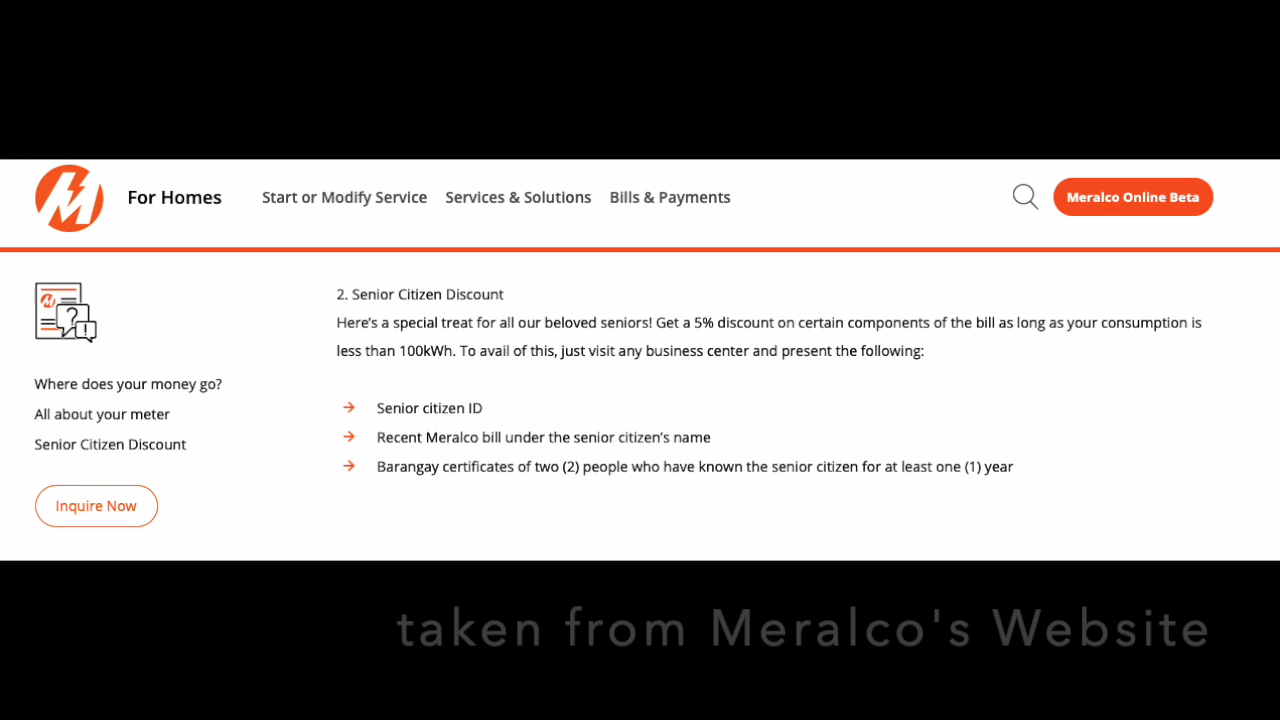 For Homes
Start or Modify Service
Services & Solutions
Bills & Payments
Meralco Online Beta
2. Senior Citizen Discount
Here's a special treat for all our beloved seniors! Get a 5% discount on certain components of the bill as long as your consumption is
less than 100kWh. To avail of this, just visit any business center and present the following:
Senior citizen ID
Recent Meralco bill under the senior citizen's name
Barangay certificates of two (2) people who have known the senior citizen for at least one (1) year
Where does your money go?
All about your meter
Senior Citizen Discount
Inquire Now
taken from Meralco's Website